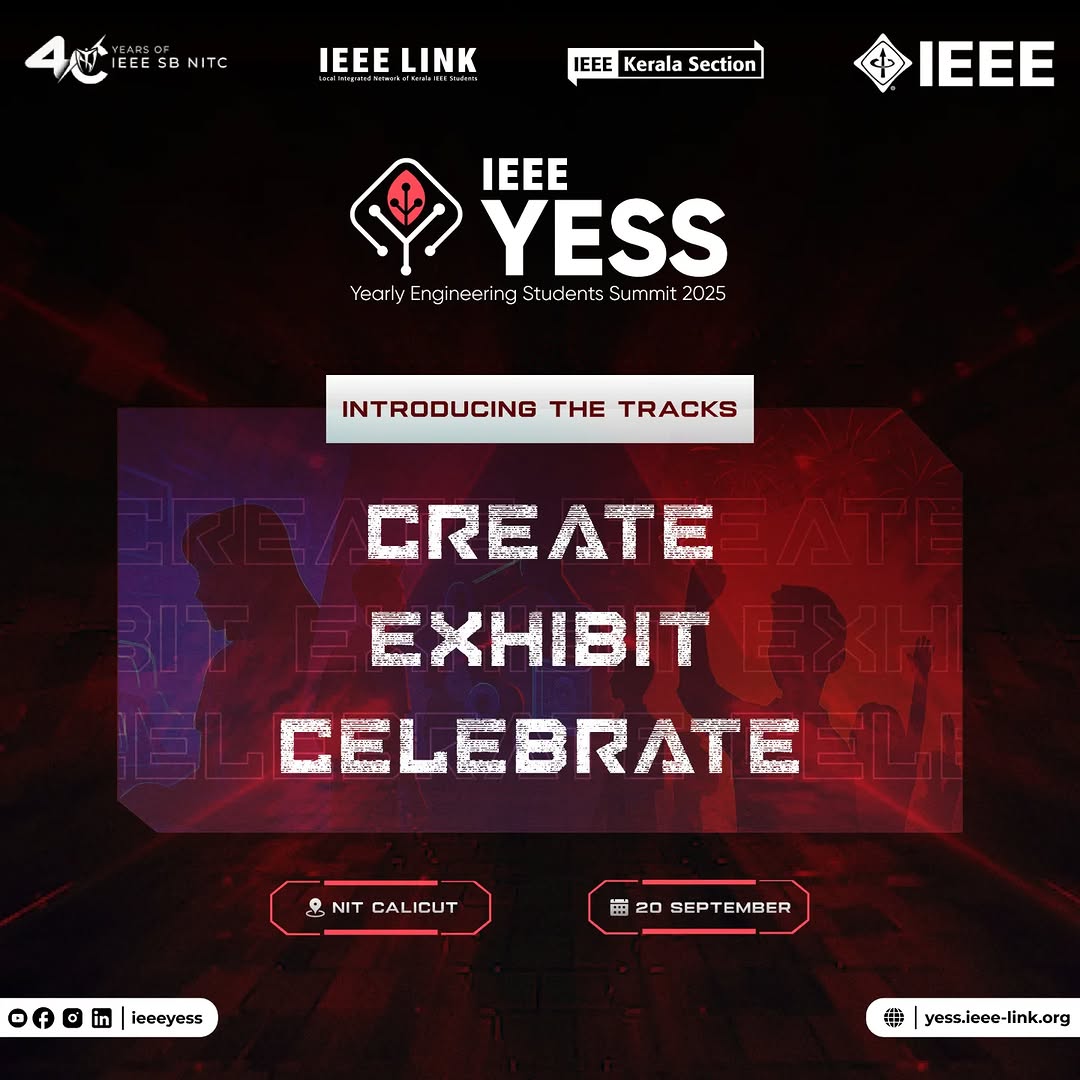 40 YEARS OF
IEEE SB NITC
IEEE LINK
Local Integrated Network of Kerala IEEE Students
IEEE Kerala Section
IEEE
IEEE
YESS
Yearly Engineering Students Summit 2025
INTRODUCING THE TRACKS
CREATE
EXHIBIT
CELEBRATE
NIT CALICUT
20 SEPTEMBER
ieeeyess
yess.ieee-link.org